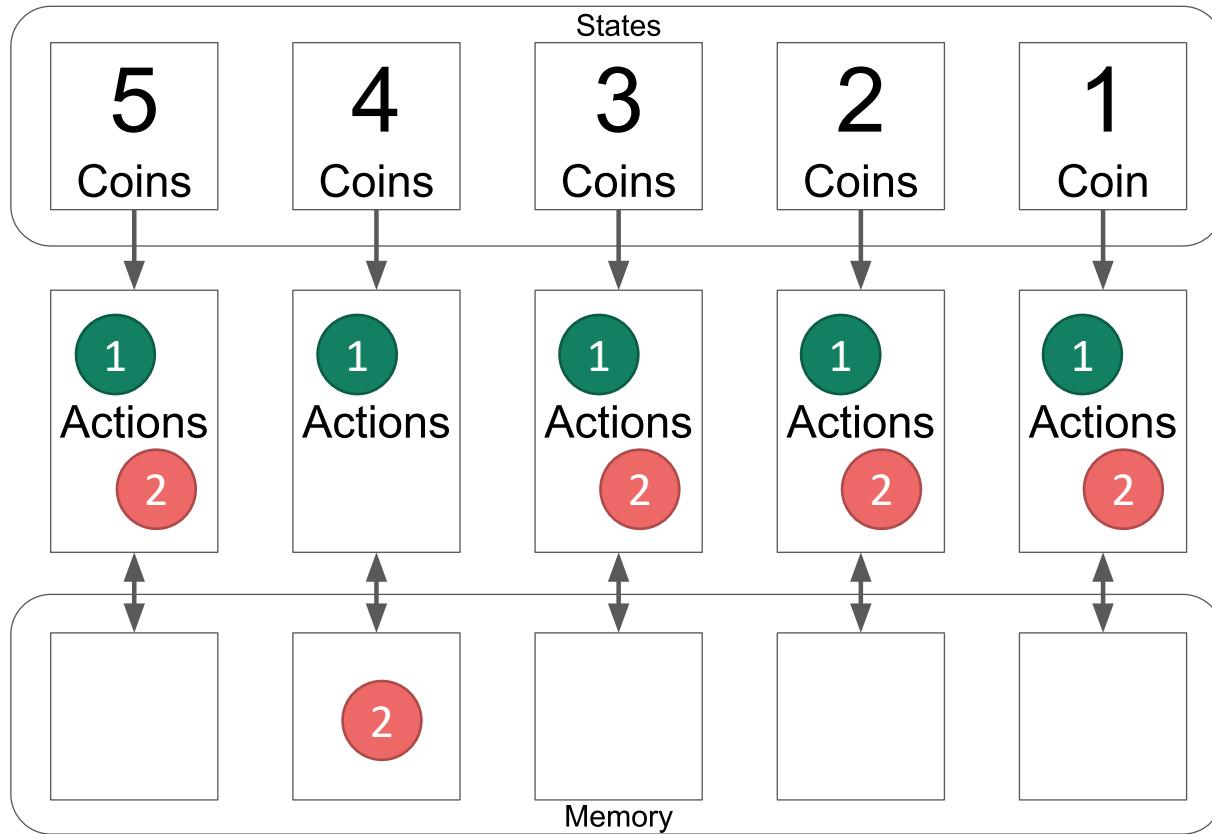 States
5 4 3 2 1
Coins Coins Coins Coins Coin
1 1 1 1 1
Actions Actions Actions Actions Actions
2 2 2 2
2
Memory